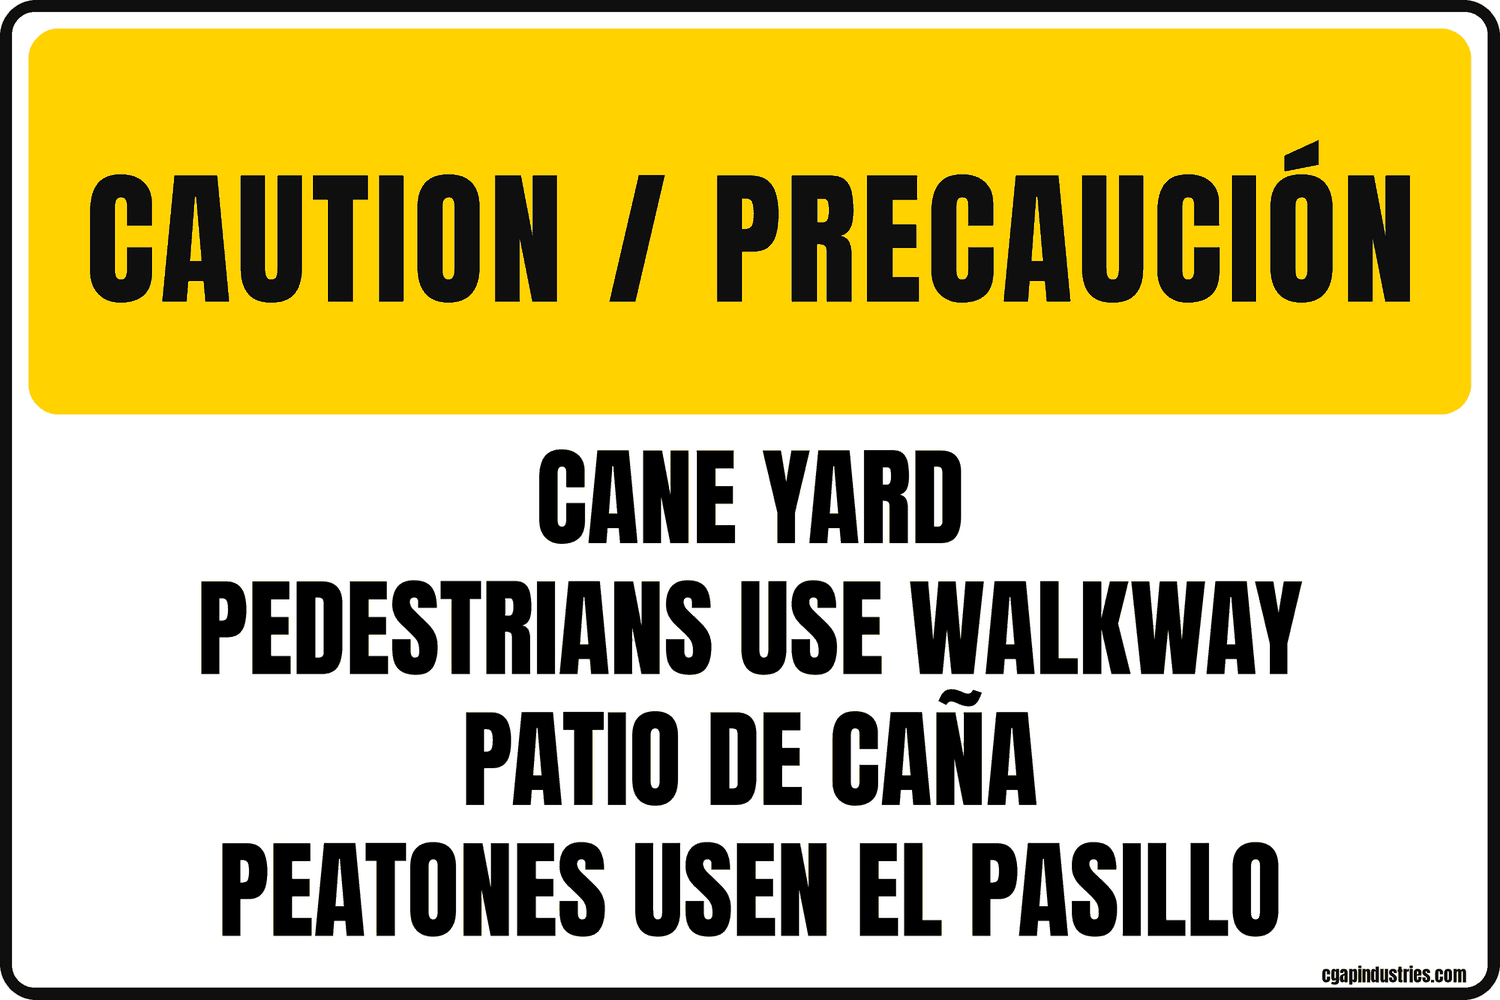 CAUTION / PRECAUCIÓN
CANE YARD
PEDESTRIANS USE WALKWAY
PATIO DE CAÑA
PEATONES USEN EL PASILLO
cgapindustries.com